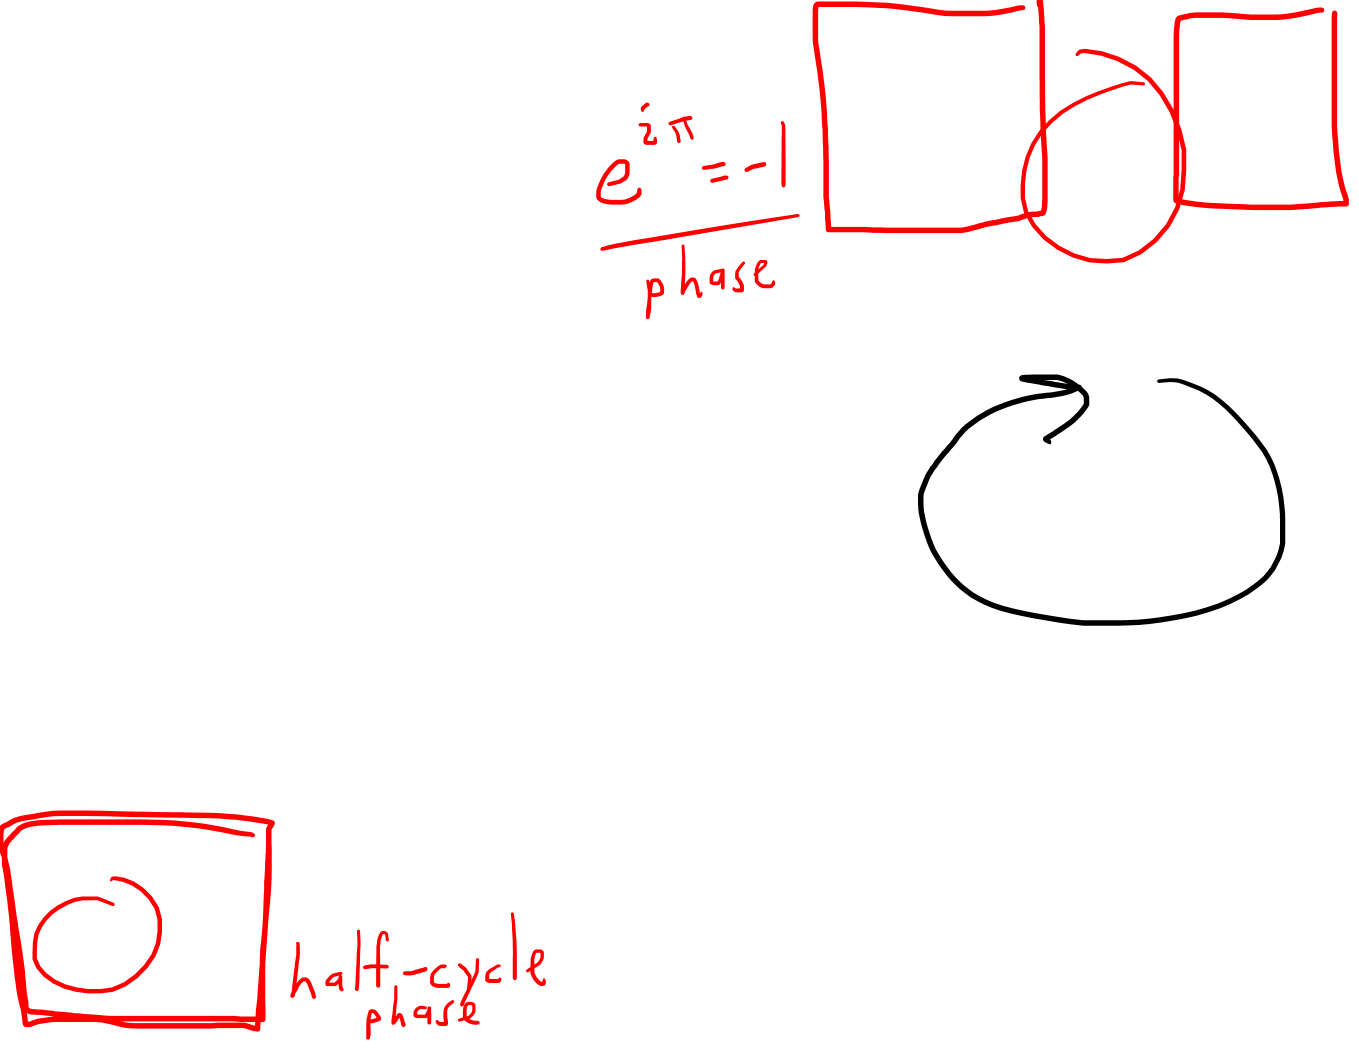 e^{iπ} = -1
phase
half-cycle
phase